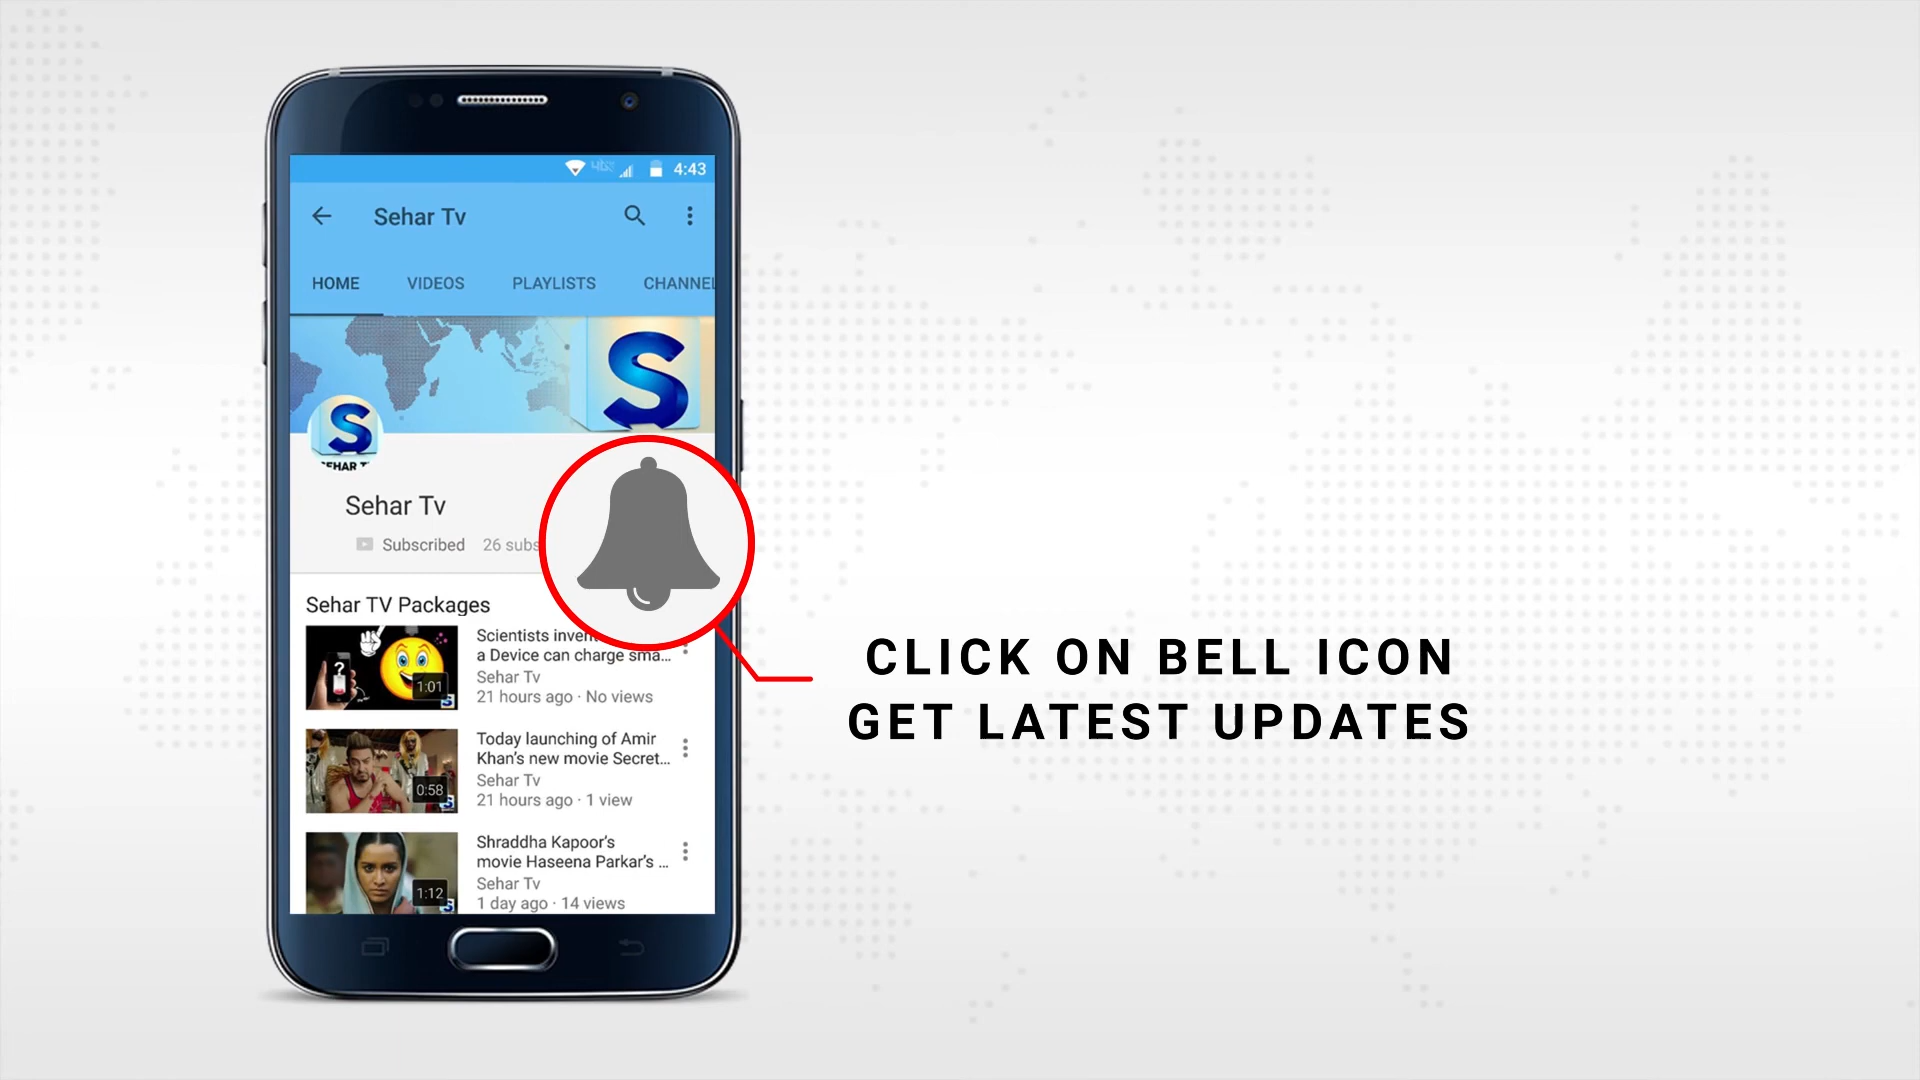 4:43
Sehar Tv
HOME VIDEOS PLAYLISTS CHANNEL
S
S
SEHAR T
Sehar Tv
Subscribed 26 subs
Sehar TV Packages
Scientists inven
a Device can charge sma...
Sehar Tv
21 hours ago · No views
?
1:01
Today launching of Amir
Khan's new movie Secret...
Sehar Tv
21 hours ago · 1 view
0:58
Shraddha Kapoor's
movie Haseena Parkar's ...
Sehar Tv
1 day ago · 14 views
1:12
CLICK ON BELL ICON
GET LATEST UPDATES